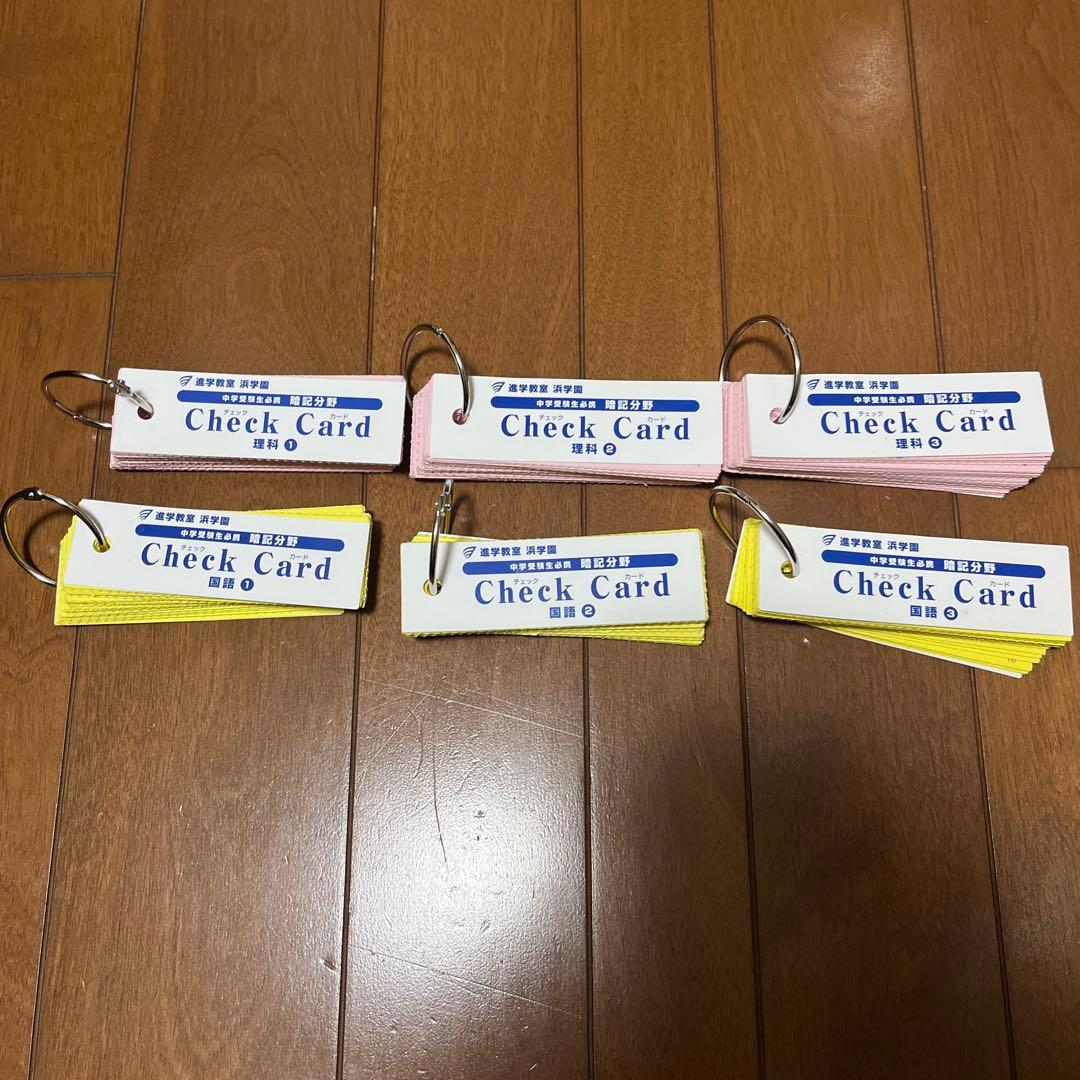 進学教室 浜学園
中学受験生必携 暗記分野
チェック カード
Check Card
理科 1
進学教室 浜学園
中学受験生必携 暗記分野
チェック カード
Check Card
理科 2
進学教室 浜学園
中学受験生必携 暗記分野
チェック カード
Check Card
理科 3
進学教室 浜学園
中学受験生必携 暗記分野
チェック カード
Check Card
国語 1
進学教室 浜学園
中学受験生必携 暗記分野
チェック カード
Check Card
国語 2
進学教室 浜学園
中学受験生必携 暗記分野
チェック カード
Check Card
国語 3